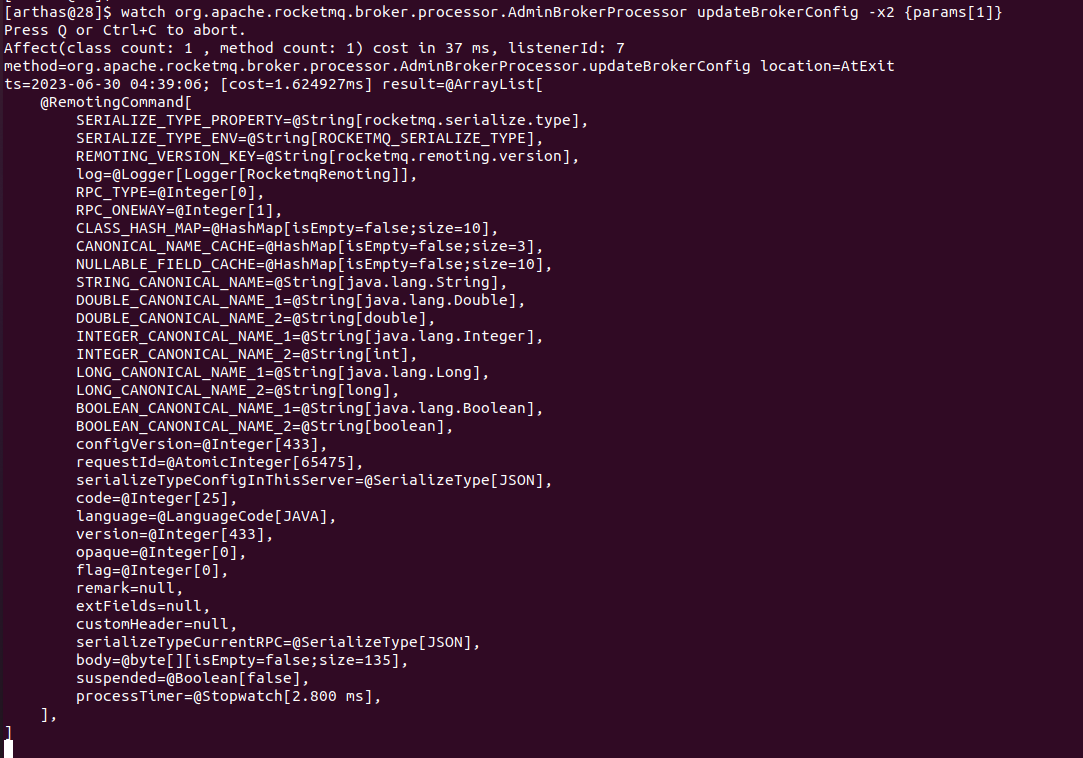 [arthas@28]$ watch org.apache.rocketmq.broker.processor.AdminBrokerProcessor updateBrokerConfig -x2 {params[1]}
Press Q or Ctrl+C to abort.
Affect(class count: 1 , method count: 1) cost in 37 ms, listenerId: 7
method=org.apache.rocketmq.broker.processor.AdminBrokerProcessor.updateBrokerConfig location=AtExit
ts=2023-06-30 04:39:06; [cost=1.624927ms] result=@ArrayList[
    @RemotingCommand[
        SERIALIZE_TYPE_PROPERTY=@String[rocketmq.serialize.type],
        SERIALIZE_TYPE_ENV=@String[ROCKETMQ_SERIALIZE_TYPE],
        REMOTING_VERSION_KEY=@String[rocketmq.remoting.version],
        log=@Logger[Logger[RocketmqRemoting]],
        RPC_TYPE=@Integer[0],
        RPC_ONEWAY=@Integer[1],
        CLASS_HASH_MAP=@HashMap[isEmpty=false;size=10],
        CANONICAL_NAME_CACHE=@HashMap[isEmpty=false;size=3],
        NULLABLE_FIELD_CACHE=@HashMap[isEmpty=false;size=10],
        STRING_CANONICAL_NAME=@String[java.lang.String],
        DOUBLE_CANONICAL_NAME_1=@String[java.lang.Double],
        DOUBLE_CANONICAL_NAME_2=@String[double],
        INTEGER_CANONICAL_NAME_1=@String[java.lang.Integer],
        INTEGER_CANONICAL_NAME_2=@String[int],
        LONG_CANONICAL_NAME_1=@String[java.lang.Long],
        LONG_CANONICAL_NAME_2=@String[long],
        BOOLEAN_CANONICAL_NAME_1=@String[java.lang.Boolean],
        BOOLEAN_CANONICAL_NAME_2=@String[boolean],
        configVersion=@Integer[433],
        requestId=@AtomicInteger[65475],
        serializeTypeConfigInThisServer=@SerializeType[JSON],
        code=@Integer[25],
        language=@LanguageCode[JAVA],
        version=@Integer[433],
        opaque=@Integer[0],
        flag=@Integer[0],
        remark=null,
        extFields=null,
        customHeader=null,
        serializeTypeCurrentRPC=@SerializeType[JSON],
        body=@byte[][isEmpty=false;size=135],
        suspended=@Boolean[false],
        processTimer=@Stopwatch[2.800 ms],
    ],
]